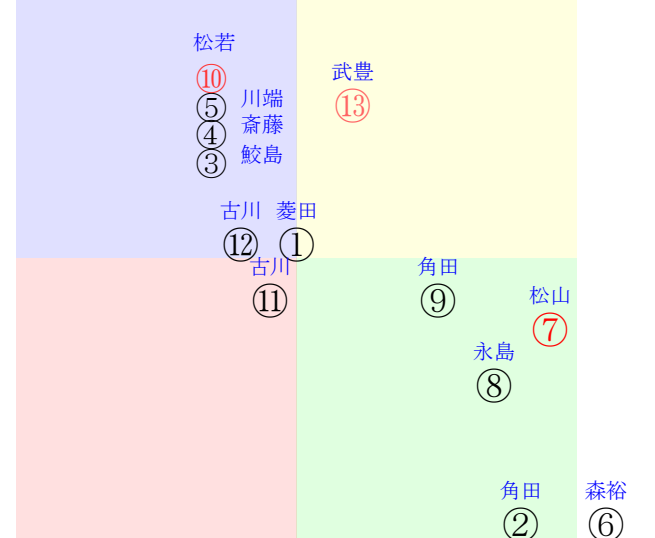 松若
⑩
武豊
⑬
⑤ 川端
④ 斎藤
③ 鮫島
古川
⑫
菱田
①
古川
⑪
角田
⑨
松山
⑦
永島
⑧
角田
②
森裕
⑥